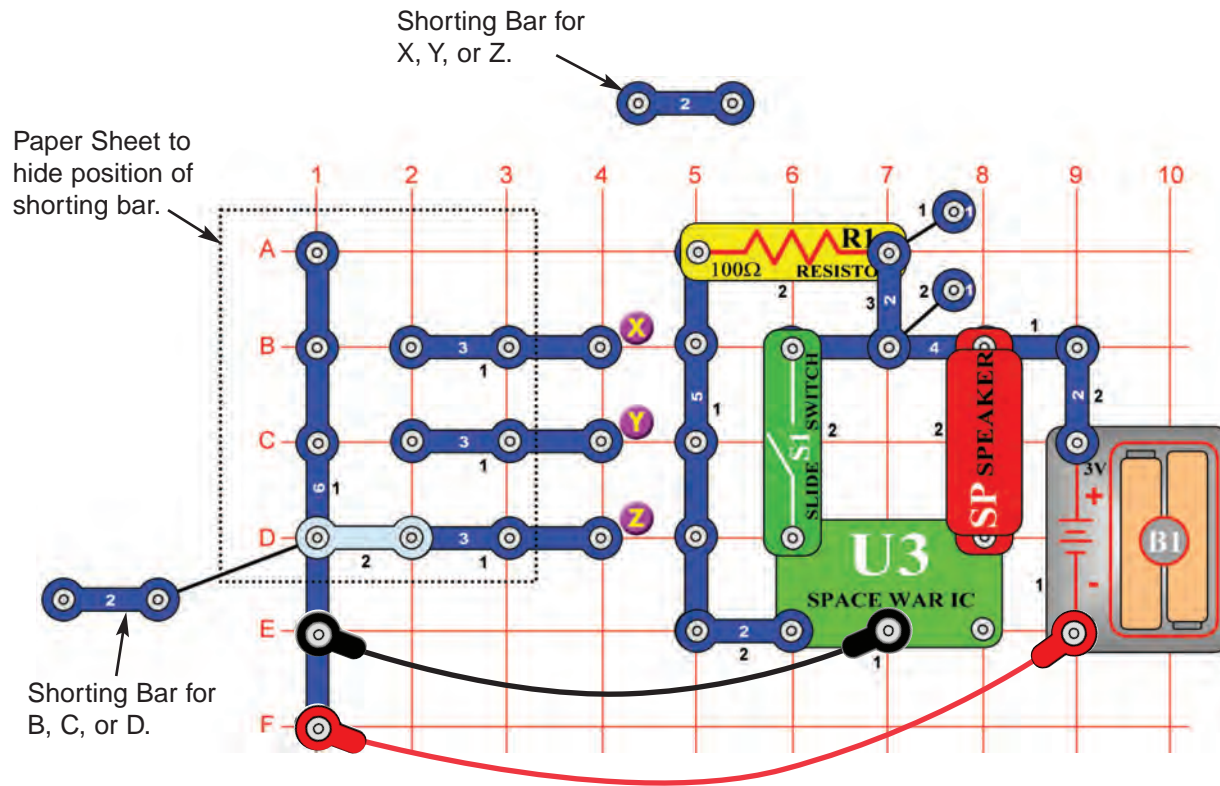 Shorting Bar for
X, Y, or Z.
2
Paper Sheet to
hide position of
shorting bar.
1 2 3 4 5 6 7 8 9 10
A
B
C
D
E
F
R1
100Ω RESISTO
2
1 1
3 2
2 1
3 X
1
3 Y
1
3 Z
1
6 1
2
5 1
4 1
2 2
S1
SLIDE SWITCH
2
SP SPEAKER
2
3V
+
-
B1
1
U3
SPACE WAR IC
1
2
2
2
Shorting Bar for
B, C, or D.